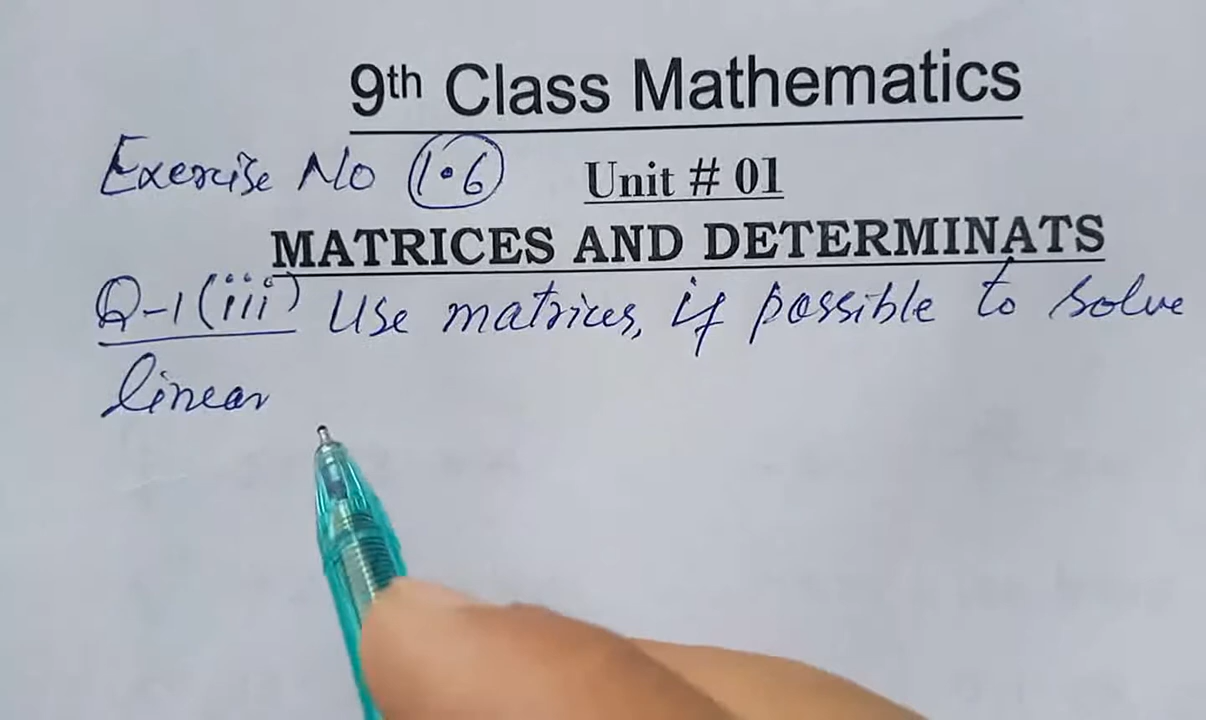 9th Class Mathematics
Exercise No 1.6 Unit # 01
MATRICES AND DETERMINATS
Q-1(iii) Use matrices, if possible to solve
linear